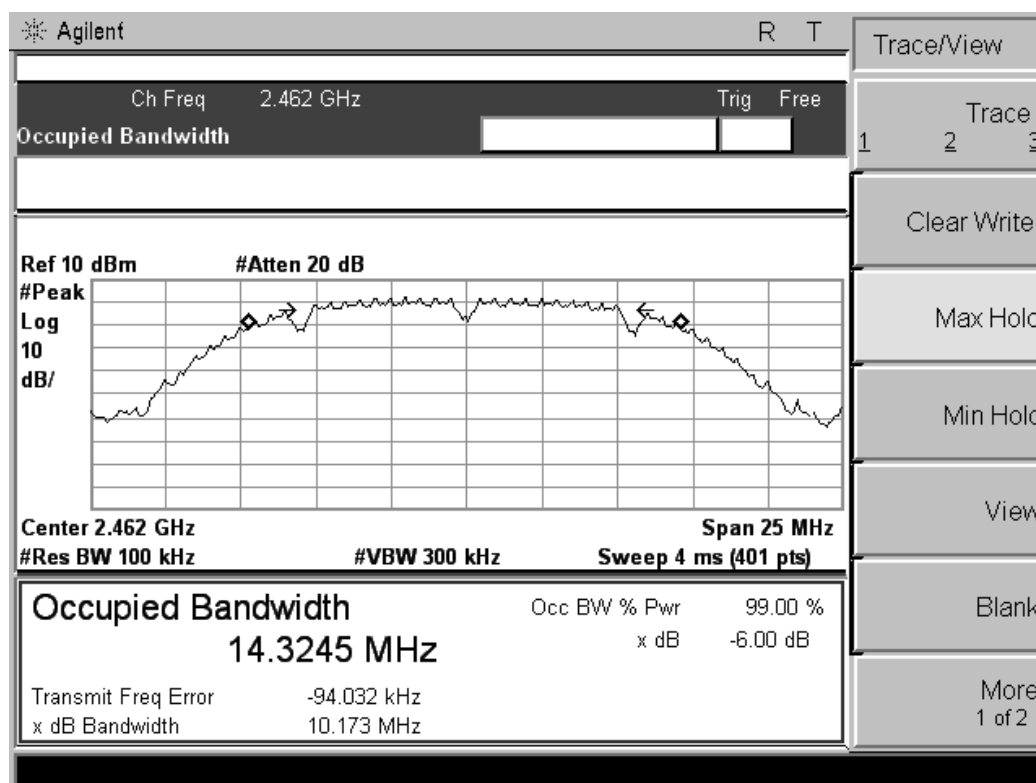 Agilent R T
Trace/View
Ch Freq 2.462 GHz Trig Free
Occupied Bandwidth
Trace
1 2 3
Clear Write
Max Hold
Min Hold
View
Blank
More
1 of 2
Ref 10 dBm #Atten 20 dB
#Peak
Log
10
dB/
Center 2.462 GHz Span 25 MHz
#Res BW 100 kHz #VBW 300 kHz Sweep 4 ms (401 pts)
Occupied Bandwidth Occ BW % Pwr 99.00 %
14.3245 MHz x dB -6.00 dB
Transmit Freq Error -94.032 kHz
x dB Bandwidth 10.173 MHz